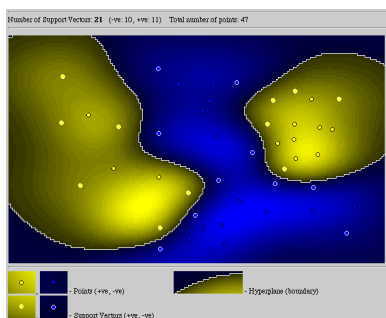 Number of Support Vectors: 21 (-ve: 10, +ve: 11) Total number of points: 47
- Points (+ve, -ve)
- Hyperplane (boundary)
- Support Vectors (+ve, -ve)